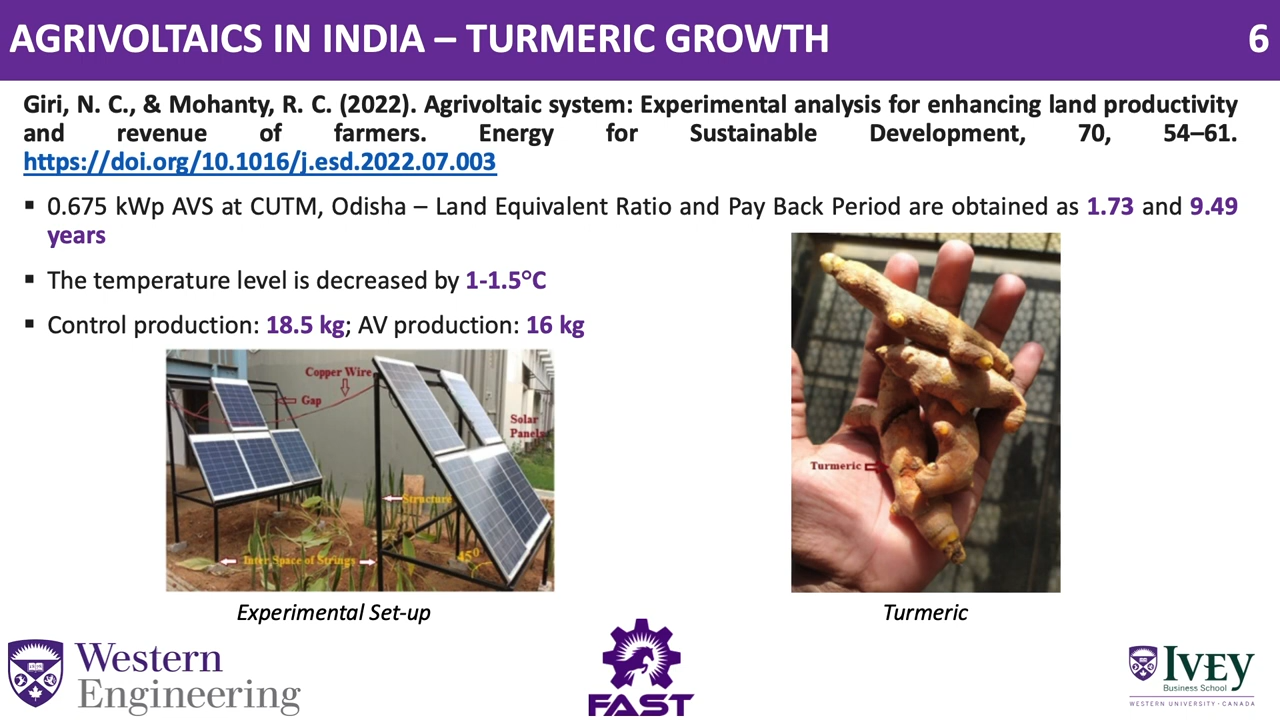 AGRIVOLTAICS IN INDIA – TURMERIC GROWTH
6
Giri, N. C., & Mohanty, R. C. (2022). Agrivoltaic system: Experimental analysis for enhancing land productivity
and revenue of farmers. Energy for Sustainable Development, 70, 54–61.
https://doi.org/10.1016/j.esd.2022.07.003
▪ 0.675 kWp AVS at CUTM, Odisha – Land Equivalent Ratio and Pay Back Period are obtained as 1.73 and 9.49
years
▪ The temperature level is decreased by 1-1.5°C
▪ Control production: 18.5 kg; AV production: 16 kg
Copper Wire
Gap
Solar
Panels
Structure
Inter Space of Strings
45⁰
Turmeric
Experimental Set-up
Turmeric
Western
Engineering
FAST
IVEY
Business School
WESTERN UNIVERSITY · CANADA